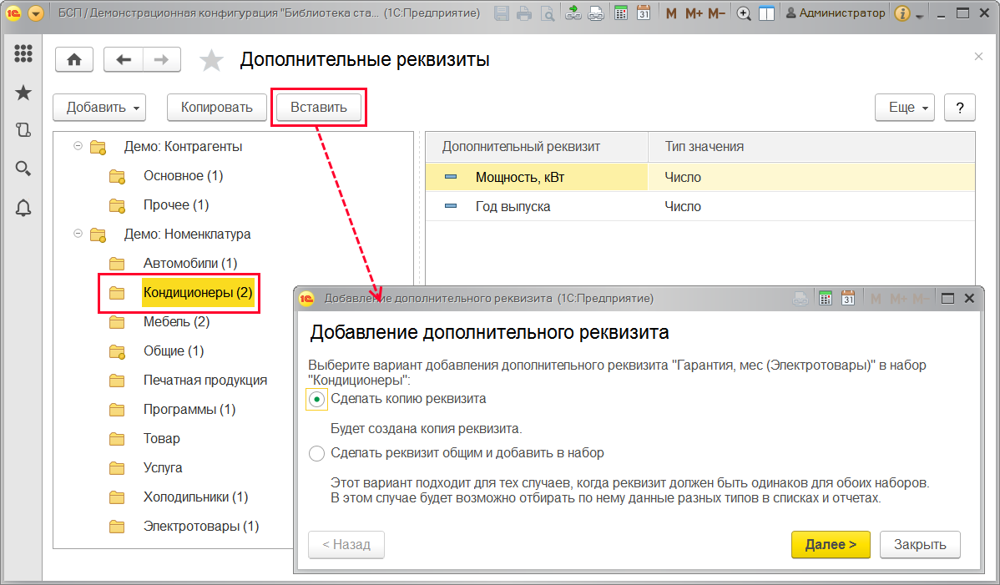 БСП / Демонстрационная конфигурация "Библиотека ста... (1С:Предприятие)
31
M M+ M-
Администратор
Дополнительные реквизиты
Добавить
Копировать
Вставить
Еще
?
Демо: Контрагенты
Основное (1)
Прочее (1)
Демо: Номенклатура
Автомобили (1)
Кондиционеры (2)
Мебель (2)
Общие (1)
Печатная продукция
Программы (1)
Товар
Услуга
Холодильники (1)
Электротовары (1)
Дополнительный реквизит Тип значения
Мощность, кВт Число
Год выпуска Число
Добавление дополнительного реквизита (1С:Предприятие)
31
M M+ M-
Добавление дополнительного реквизита
Выберите вариант добавления дополнительного реквизита "Гарантия, мес (Электротовары)" в набор
"Кондиционеры":
Сделать копию реквизита
Будет создана копия реквизита.
Сделать реквизит общим и добавить в набор
Этот вариант подходит для тех случаев, когда реквизит должен быть одинаков для обоих наборов.
В этом случае будет возможно отбирать по нему данные разных типов в списках и отчетах.
< Назад
Далее >
Закрыть